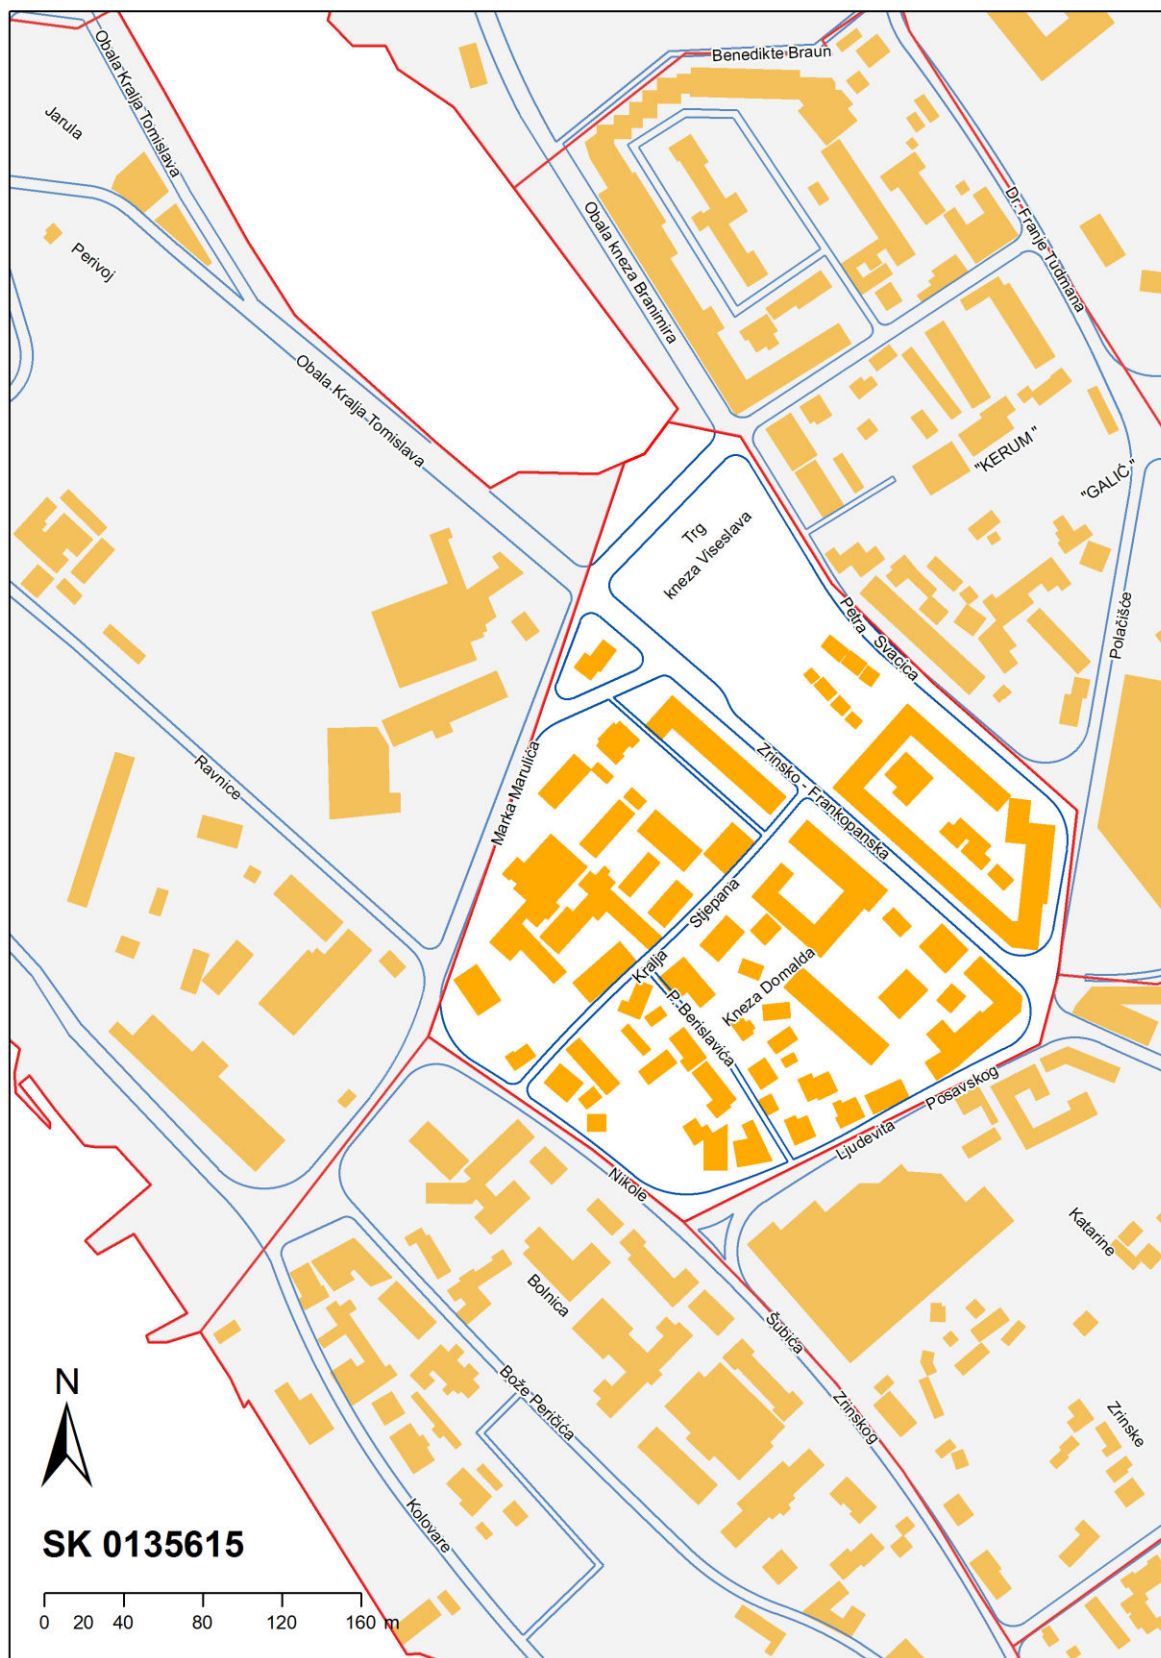 Benedikte Braun
Obala Kralja Tomislava
Jarula
Perivoj
Obala kneza Branimira
Dr. Franje Tuđmana
Obala Kralja Tomislava
"KERUM"
"GALIĆ"
Trg
kneza Viseslava
Petra Svacica
Polačišće
Ravnice
Marka Marulića
Zrinsko - Frankopanska
Kralja Stjepana
Kneza Domalda
P. Berislavića
Ljudevita Posavskog
Nikole Šubića Zrinskog
Katarine Zrinske
Bolnica
Bože Peričića
Kolovare
N
SK 0135615
0 20 40 80 120 160 m